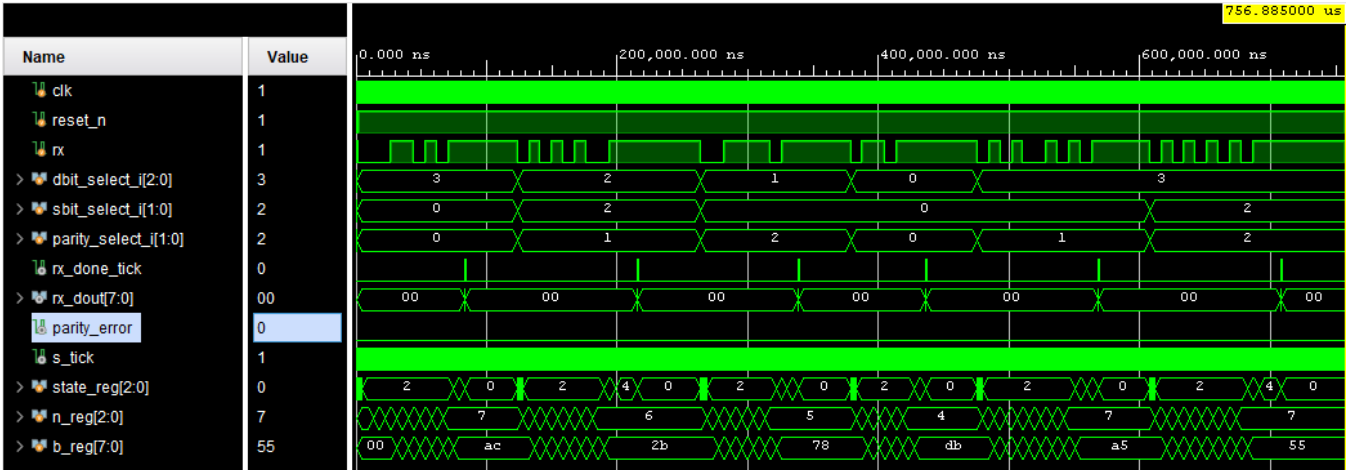 756.885000 us
Name Value
0.000 ns 200,000.000 ns 400,000.000 ns 600,000.000 ns
clk 1
reset_n 1
rx 1
dbit_select_i[2:0] 3 3 2 1 0 3
sbit_select_i[1:0] 2 0 2 0 2
parity_select_i[1:0] 2 0 1 2 0 1 2
rx_done_tick 0
rx_dout[7:0] 00 00 00 00 00 00 00 00
parity_error 0
s_tick 1
state_reg[2:0] 0 2 0 2 4 0 2 0 2 0 2 0 2 4 0
n_reg[2:0] 7 7 6 5 4 7 7
b_reg[7:0] 55 00 ac 2b 78 db a5 55